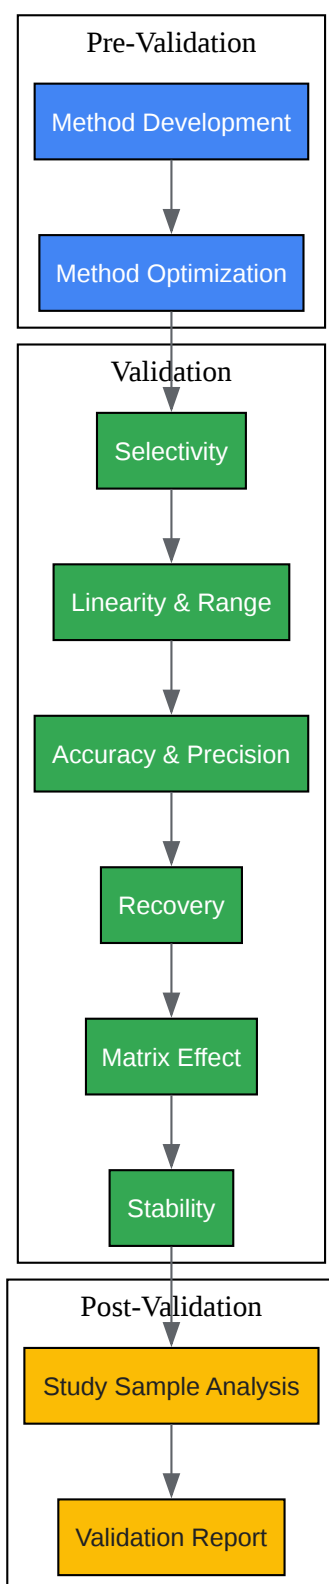 Pre-Validation
Method Development
Method Optimization
Validation
Selectivity
Linearity & Range
Accuracy & Precision
Recovery
Matrix Effect
Stability
Post-Validation
Study Sample Analysis
Validation Report